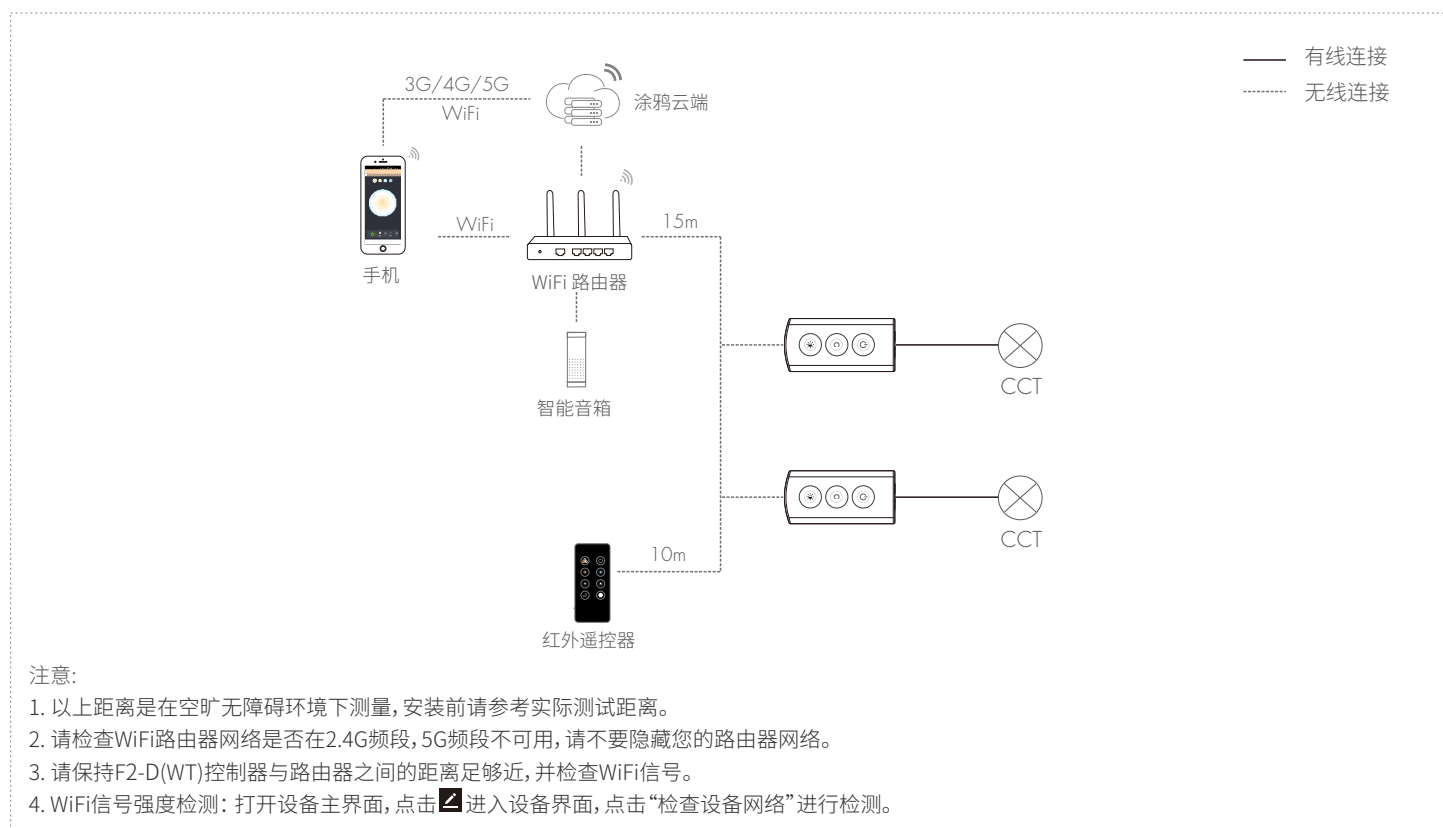 有线连接
无线连接
3G/4G/5G
WiFi
涂鸦云端
WiFi
15m
手机
WiFi 路由器
智能音箱
CCT
CCT
10m
红外遥控器
注意:
1. 以上距离是在空旷无障碍环境下测量,安装前请参考实际测试距离。
2. 请检查WiFi路由器网络是否在2.4G频段,5G频段不可用,请不要隐藏您的路由器网络。
3. 请保持F2-D(WT)控制器与路由器之间的距离足够近,并检查WiFi信号。
4. WiFi信号强度检测: 打开设备主界面,点击 进入设备界面,点击“检查设备网络”进行检测。